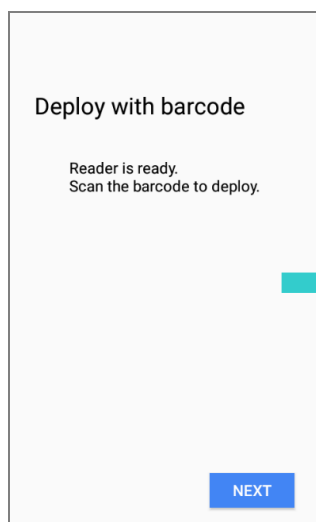 Deploy with barcode
Reader is ready.
Scan the barcode to deploy.
NEXT